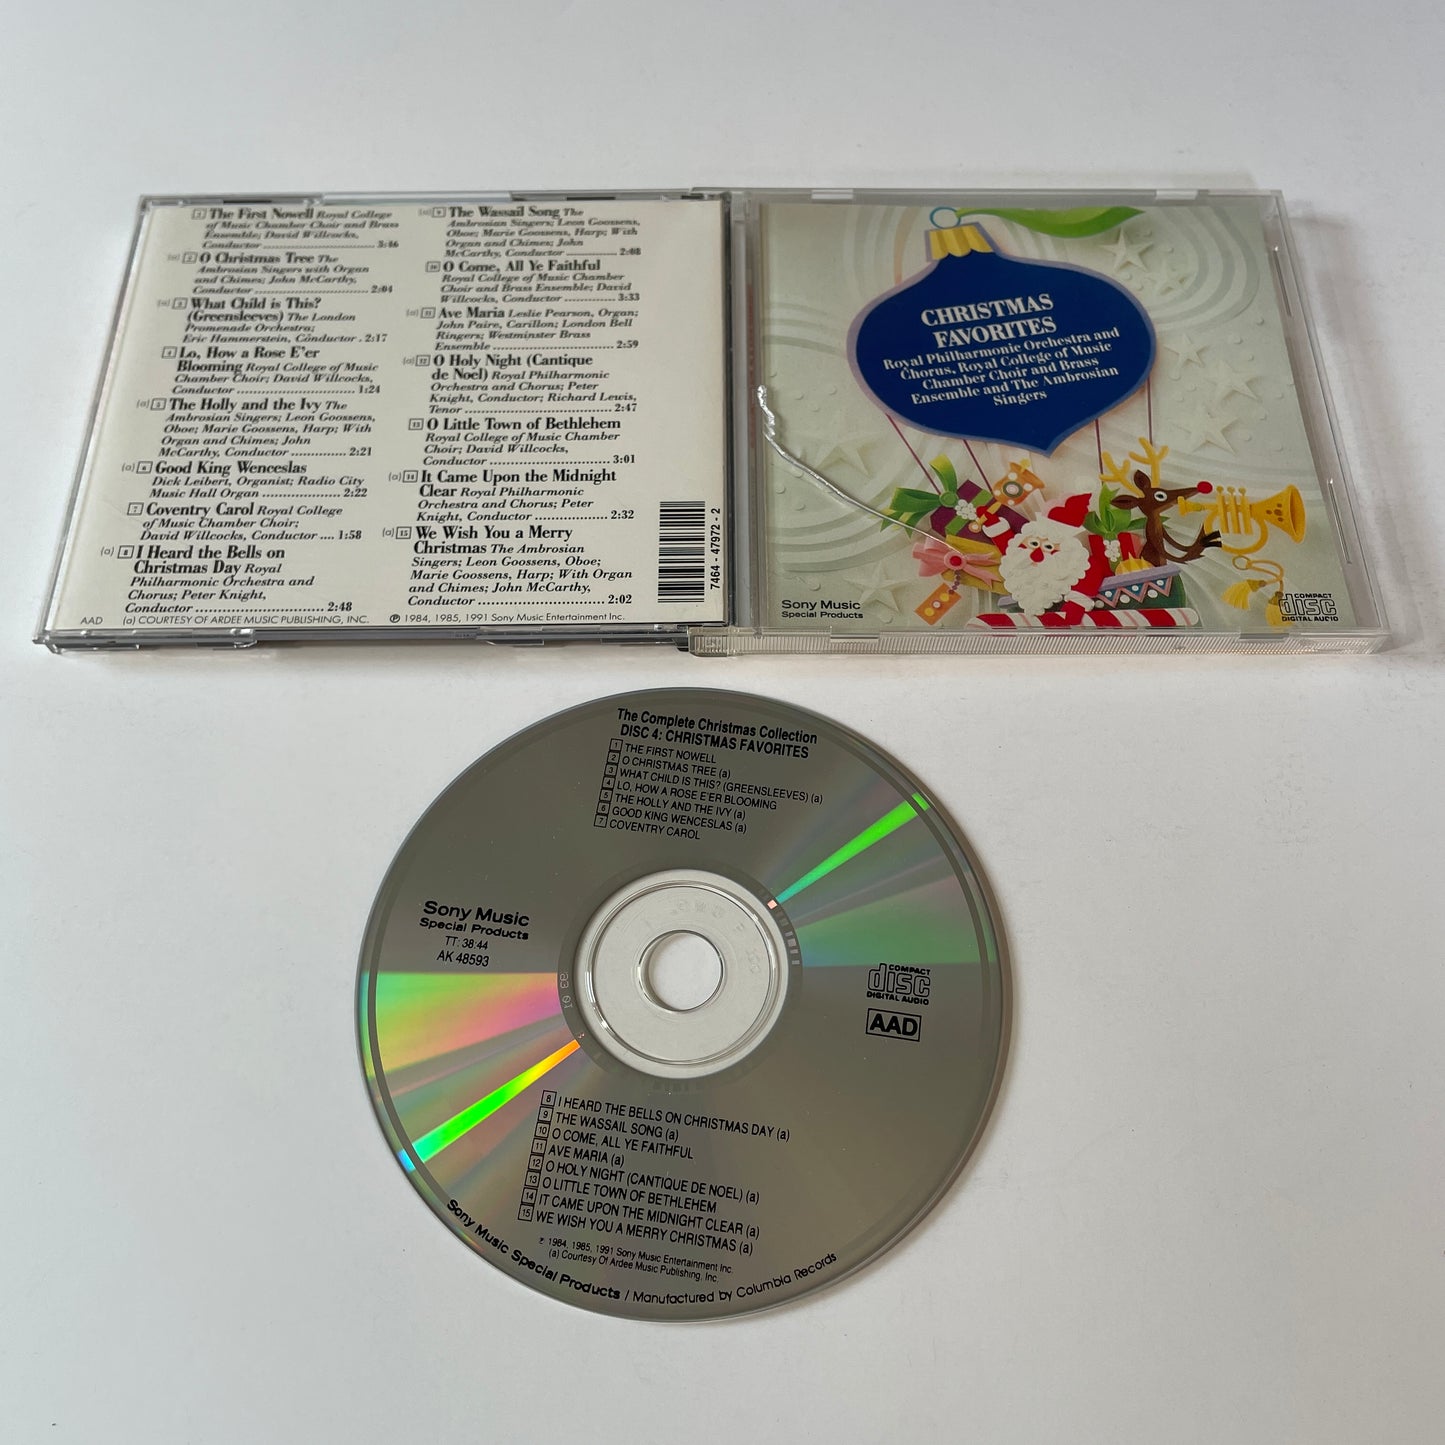 1 The First Nowell Royal College
of Music Chamber Choir and Brass
Ensemble; David Willcocks,
Conductor 3:46
(a) 2 O Christmas Tree The
Ambrosian Singers with Organ
and Chimes; John McCarthy,
Conductor 2:04
(a) 3 What Child is This?
(Greensleeves) The London
Promenade Orchestra;
Eric Hammerstein, Conductor . 2:17
4 Lo, How a Rose E'er
Blooming Royal College of Music
Chamber Choir; David Willcocks,
Conductor 1:24
(a) 5 The Holly and the Ivy The
Ambrosian Singers; Leon Goossens,
Oboe; Marie Goossens, Harp; With
Organ and Chimes; John
McCarthy, Conductor 2:21
(a) 6 Good King Wenceslas
Dick Leibert, Organist; Radio City
Music Hall Organ 2:22
7 Coventry Carol Royal College
of Music Chamber Choir;
David Willcocks, Conductor .... 1:58
(a) 8 I Heard the Bells on
Christmas Day Royal
Philharmonic Orchestra and
Chorus; Peter Knight,
Conductor 2:48
(a) 9 The Wassail Song The
Ambrosian Singers; Leon Goossens,
Oboe; Marie Goossens, Harp; With
Organ and Chimes; John
McCarthy, Conductor 2:08
10 O Come, All Ye Faithful
Royal College of Music Chamber
Choir and Brass Ensemble; David
Willcocks, Conductor 3:33
(a) 11 Ave Maria Leslie Pearson, Organ;
John Paire, Carillon; London Bell
Ringers; Westminster Brass
Ensemble 2:59
(a) 12 O Holy Night (Cantique
de Noel) Royal Philharmonic
Orchestra and Chorus; Peter
Knight, Conductor; Richard Lewis,
Tenor 2:47
13 O Little Town of Bethlehem
Royal College of Music Chamber
Choir; David Willcocks,
Conductor 3:01
(a) 14 It Came Upon the Midnight
Clear Royal Philharmonic
Orchestra and Chorus; Peter
Knight, Conductor 2:32
(a) 15 We Wish You a Merry
Christmas The Ambrosian
Singers; Leon Goossens, Oboe;
Marie Goossens, Harp; With Organ
and Chimes; John McCarthy,
Conductor 2:02
7464 - 47972 - 2
AAD (a) COURTESY OF ARDEE MUSIC PUBLISHING, INC. ℗ 1984, 1985, 1991 Sony Music Entertainment Inc.
CHRISTMAS
FAVORITES
Royal Philharmonic Orchestra and
Chorus, Royal College of Music
Chamber Choir and Brass
Ensemble and The Ambrosian
Singers
Sony Music
Special Products
COMPACT
disc
DIGITAL AUDIO
The Complete Christmas Collection
DISC 4: CHRISTMAS FAVORITES
1 THE FIRST NOWELL
2 O CHRISTMAS TREE (a)
3 WHAT CHILD IS THIS? (GREENSLEEVES) (a)
4 LO, HOW A ROSE E'ER BLOOMING
5 THE HOLLY AND THE IVY (a)
6 GOOD KING WENCESLAS (a)
7 COVENTRY CAROL
Sony Music
Special Products
TT: 38:44
AK 48593
COMPACT
disc
DIGITAL AUDIO
AAD
8 I HEARD THE BELLS ON CHRISTMAS DAY (a)
9 THE WASSAIL SONG (a)
10 O COME, ALL YE FAITHFUL
11 AVE MARIA (a)
12 O HOLY NIGHT (CANTIQUE DE NOEL) (a)
13 O LITTLE TOWN OF BETHLEHEM
14 IT CAME UPON THE MIDNIGHT CLEAR (a)
15 WE WISH YOU A MERRY CHRISTMAS (a)
℗ 1984, 1985, 1991 Sony Music Entertainment Inc.
(a) Courtesy Of Ardee Music Publishing, Inc.
Sony Music Special Products / Manufactured by Columbia Records